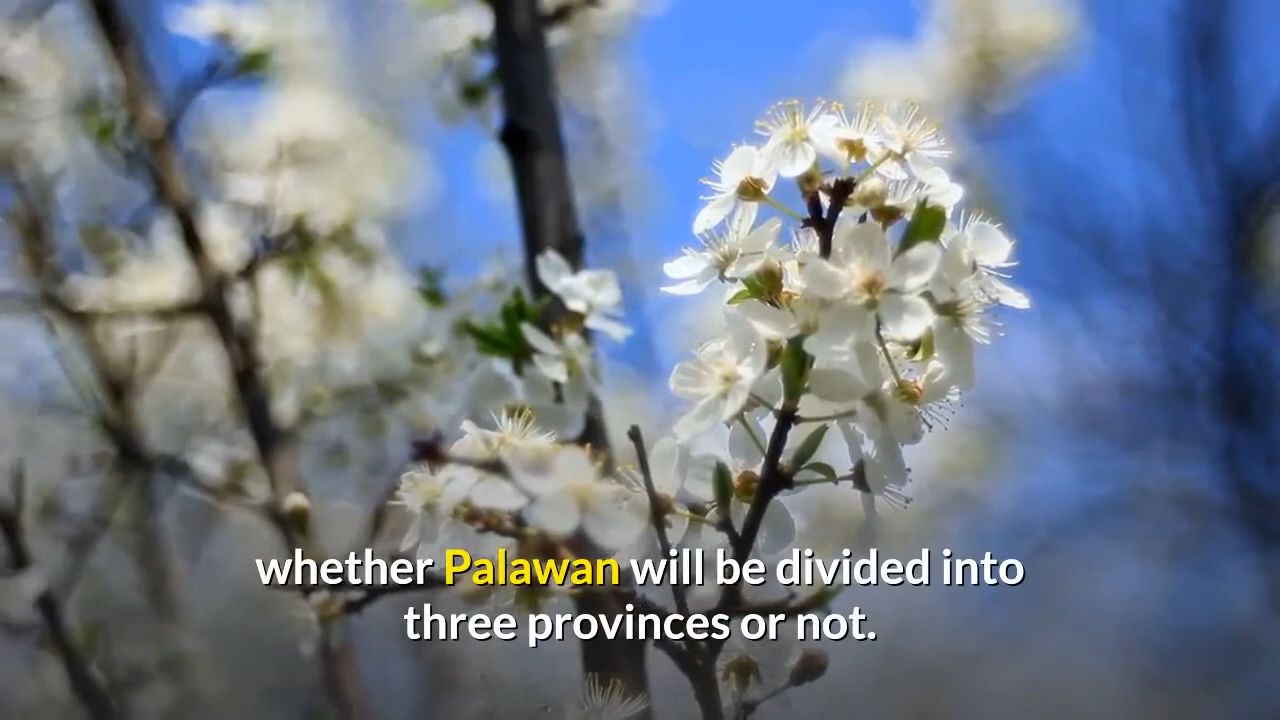 whether Palawan will be divided into
three provinces or not.